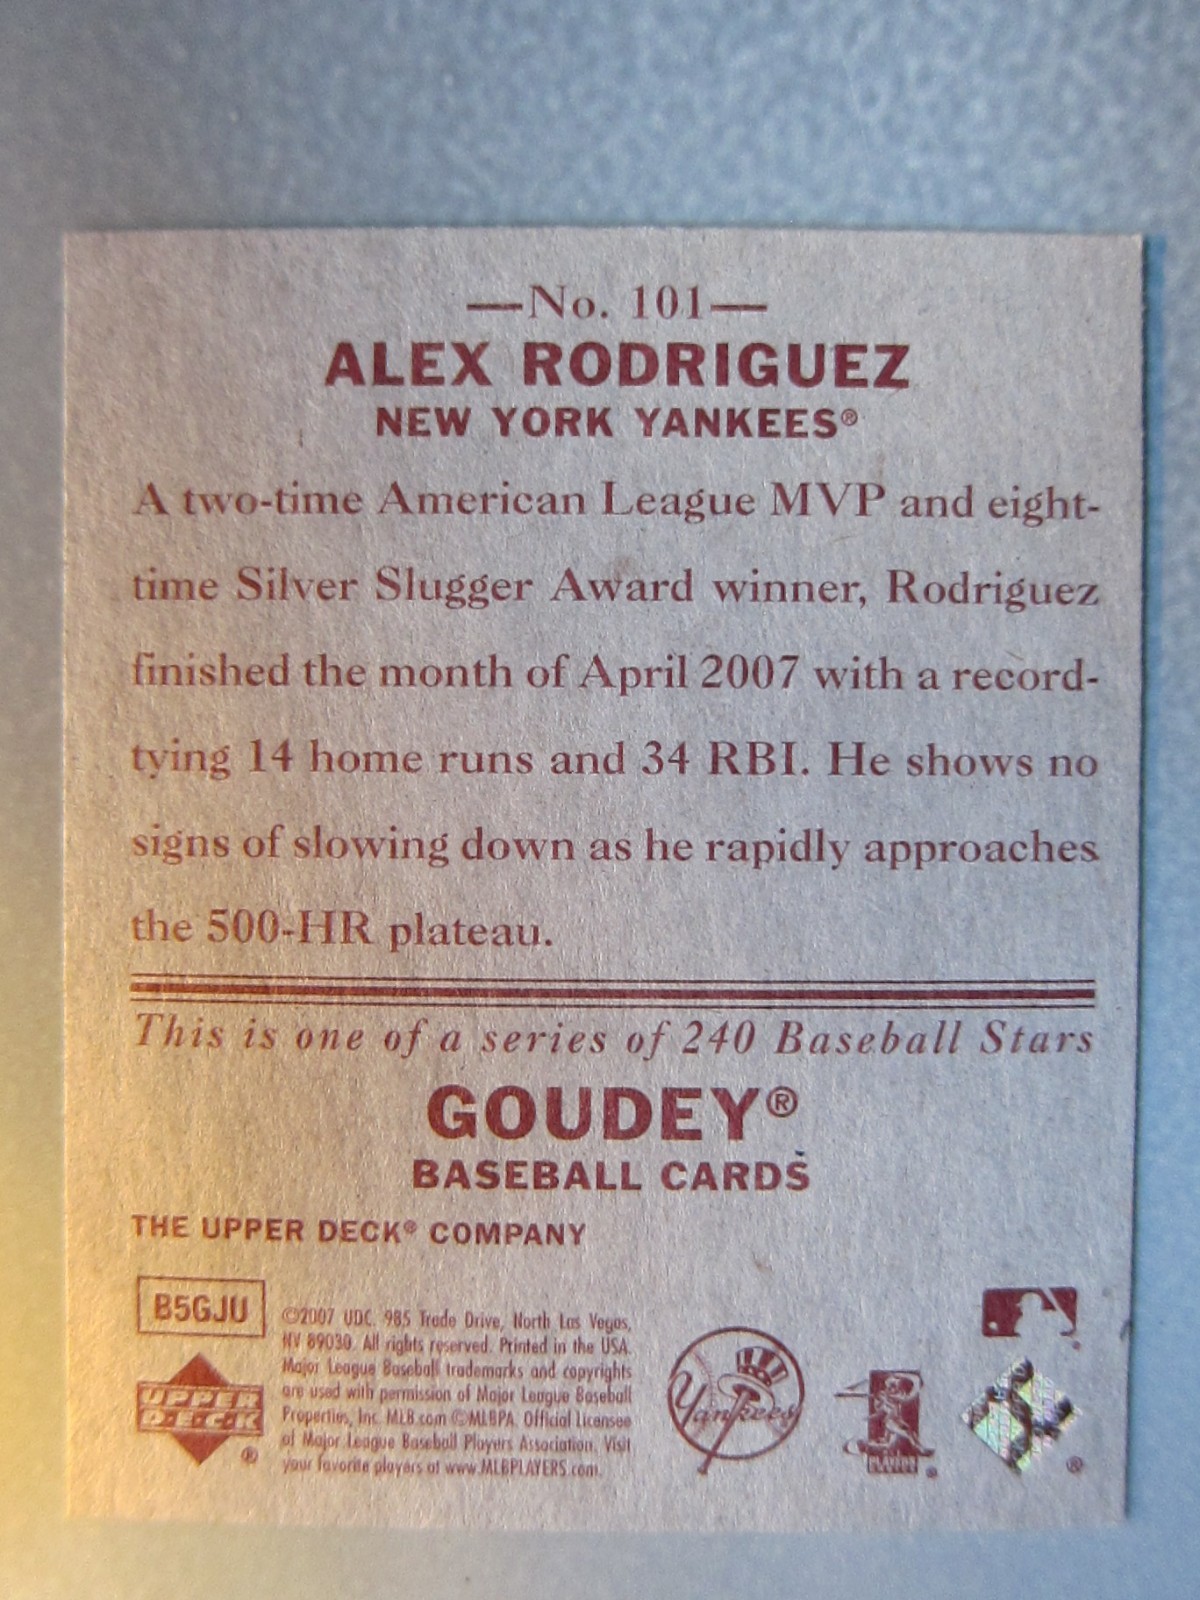 —No. 101—
ALEX RODRIGUEZ
NEW YORK YANKEES®
A two-time American League MVP and eight-
time Silver Slugger Award winner, Rodriguez
finished the month of April 2007 with a record-
tying 14 home runs and 34 RBI. He shows no
signs of slowing down as he rapidly approaches
the 500-HR plateau.
This is one of a series of 240 Baseball Stars
GOUDEY®
BASEBALL CARDS
THE UPPER DECK® COMPANY
B5GJU
©2007 UDC. 985 Trade Drive, North Las Vegas,
NV 89030. All rights reserved. Printed in the USA.
Major League Baseball trademarks and copyrights
are used with permission of Major League Baseball
Properties, Inc. MLB.com ©MLBPA. Official Licensee
of Major League Baseball Players Association. Visit
your favorite players at www.MLBPLAYERS.com.
UPPER
DECK
®
Yankees
PLAYERS
®
®
®